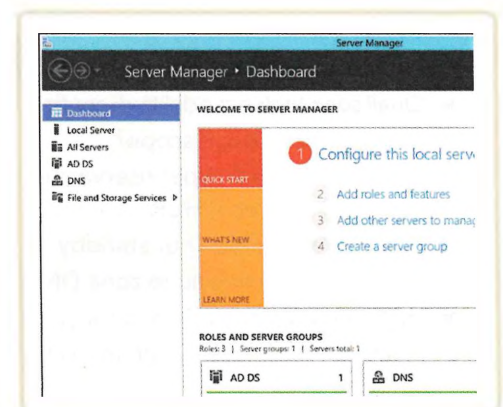 Server Manager
Server Manager • Dashboard
Dashboard
Local Server
All Servers
AD DS
DNS
File and Storage Services
WELCOME TO SERVER MANAGER
QUICK START
WHAT'S NEW
LEARN MORE
1 Configure this local serv
2 Add roles and features
3 Add other servers to manag
4 Create a server group
ROLES AND SERVER GROUPS
Roles: 3 | Server groups: 1 | Servers total: 1
AD DS 1
DNS